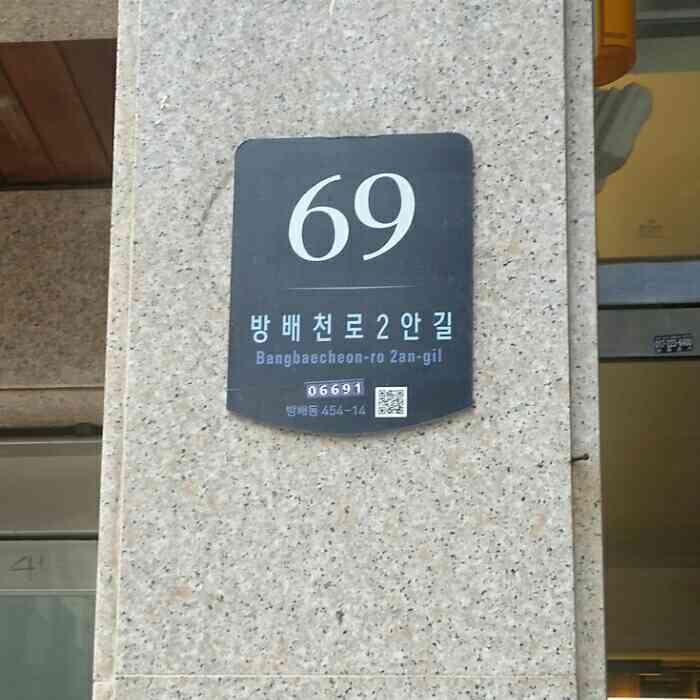 69
방배천로2안길
Bangbaecheon-ro 2an-gil
06691
방배동 454-14